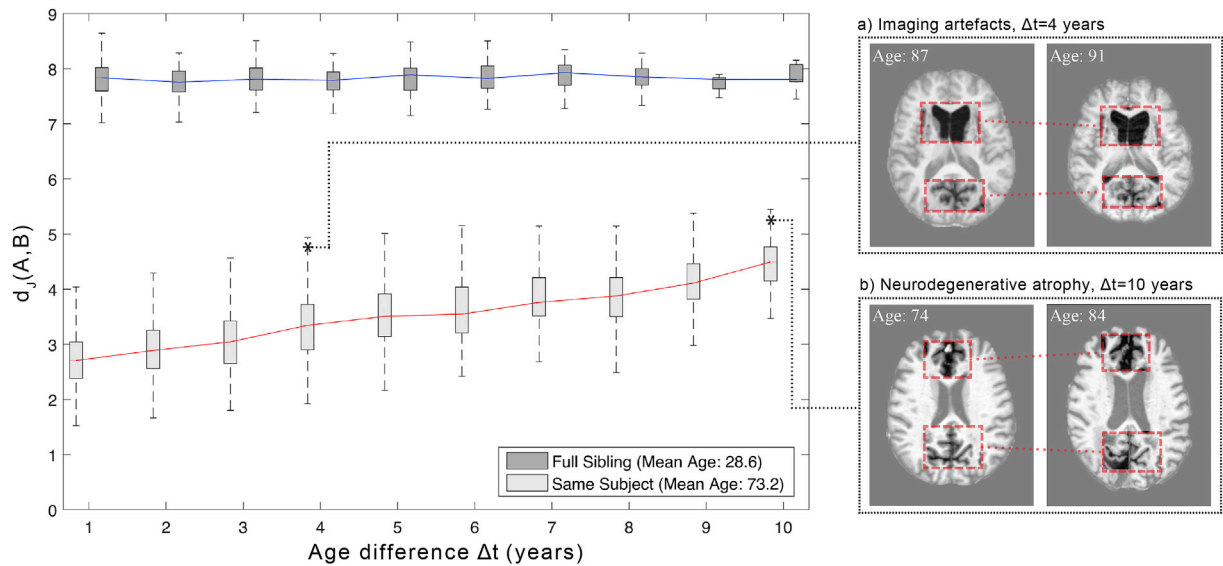 9
8
7
6
5
4
3
2
1
0
d_J(A,B)
1 2 3 4 5 6 7 8 9 10
Age difference Δt (years)
Full Sibling (Mean Age: 28.6)
Same Subject (Mean Age: 73.2)
a) Imaging artefacts, Δt=4 years
Age: 87
Age: 91
b) Neurodegenerative atrophy, Δt=10 years
Age: 74
Age: 84